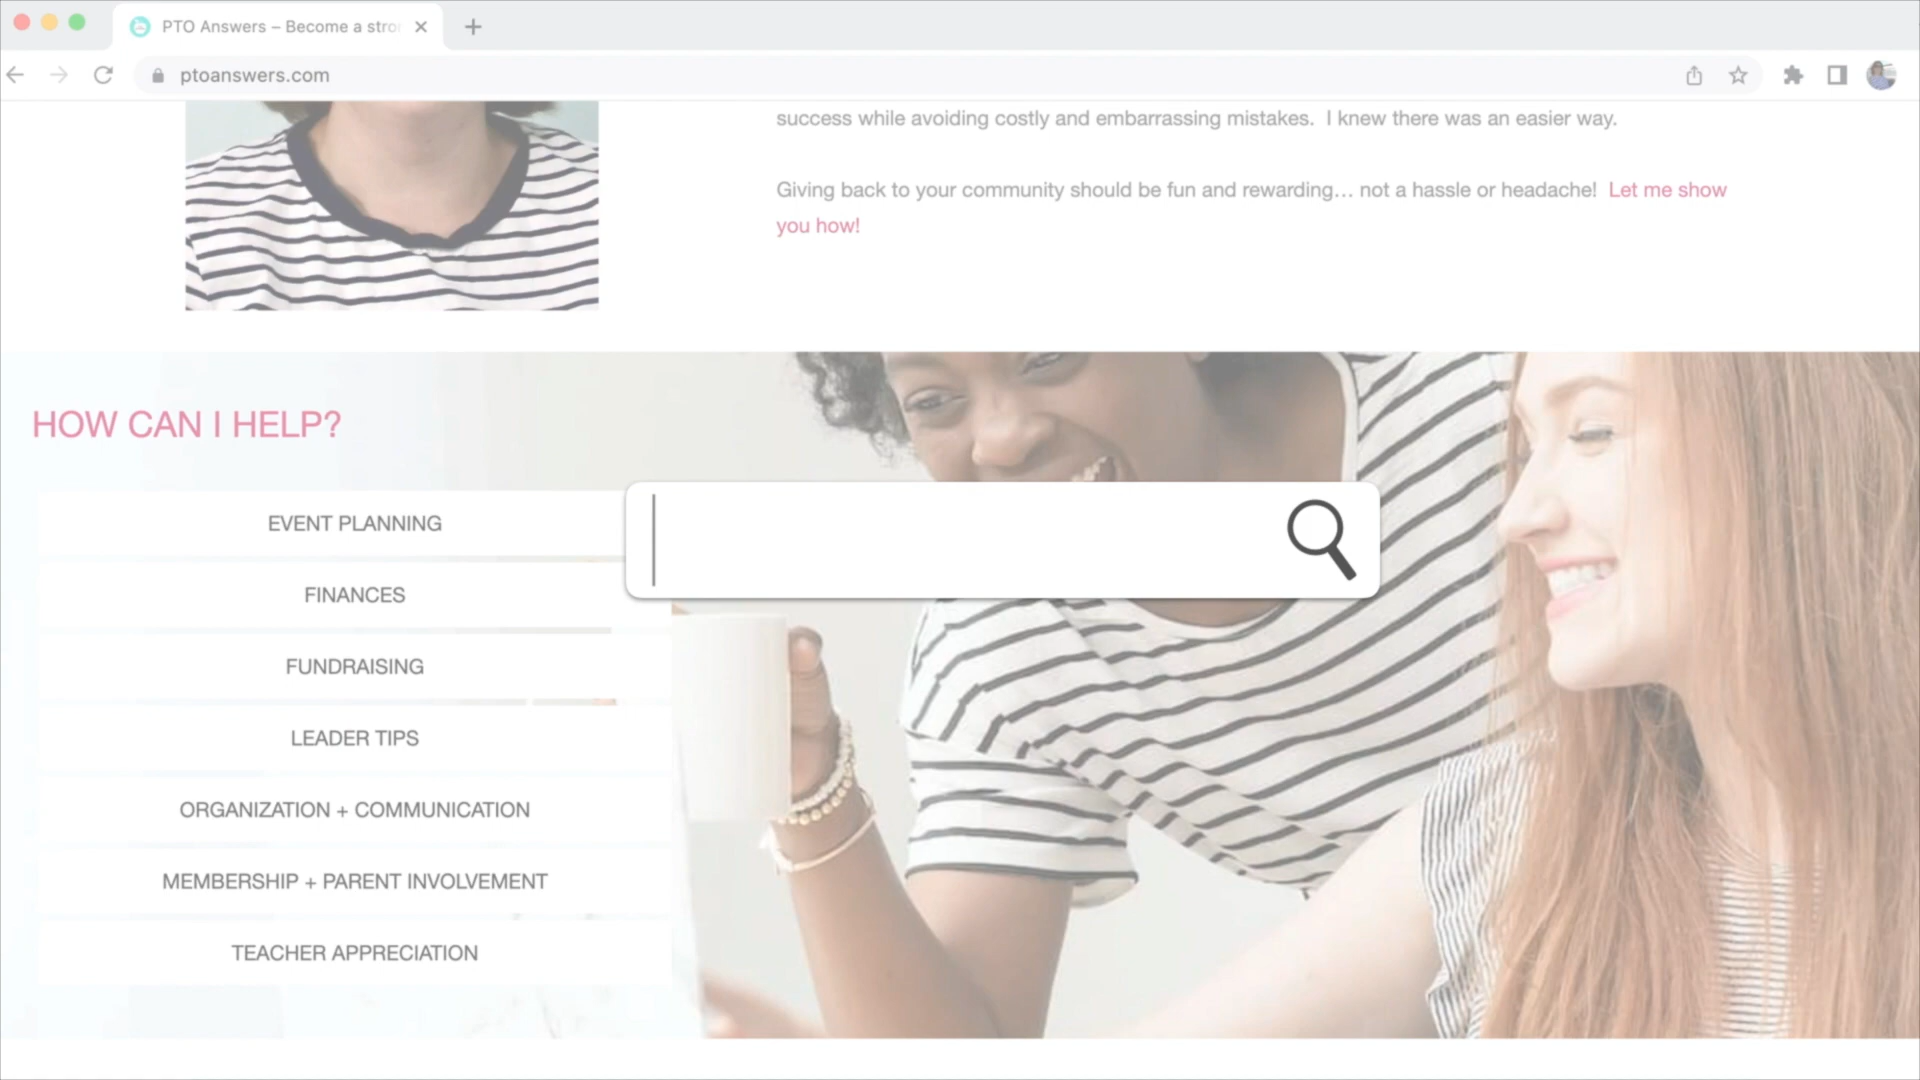 PTO Answers – Become a stro
ptoanswers.com
success while avoiding costly and embarrassing mistakes. I knew there was an easier way.
Giving back to your community should be fun and rewarding... not a hassle or headache! Let me show
you how!
HOW CAN I HELP?
EVENT PLANNING
FINANCES
FUNDRAISING
LEADER TIPS
ORGANIZATION + COMMUNICATION
MEMBERSHIP + PARENT INVOLVEMENT
TEACHER APPRECIATION